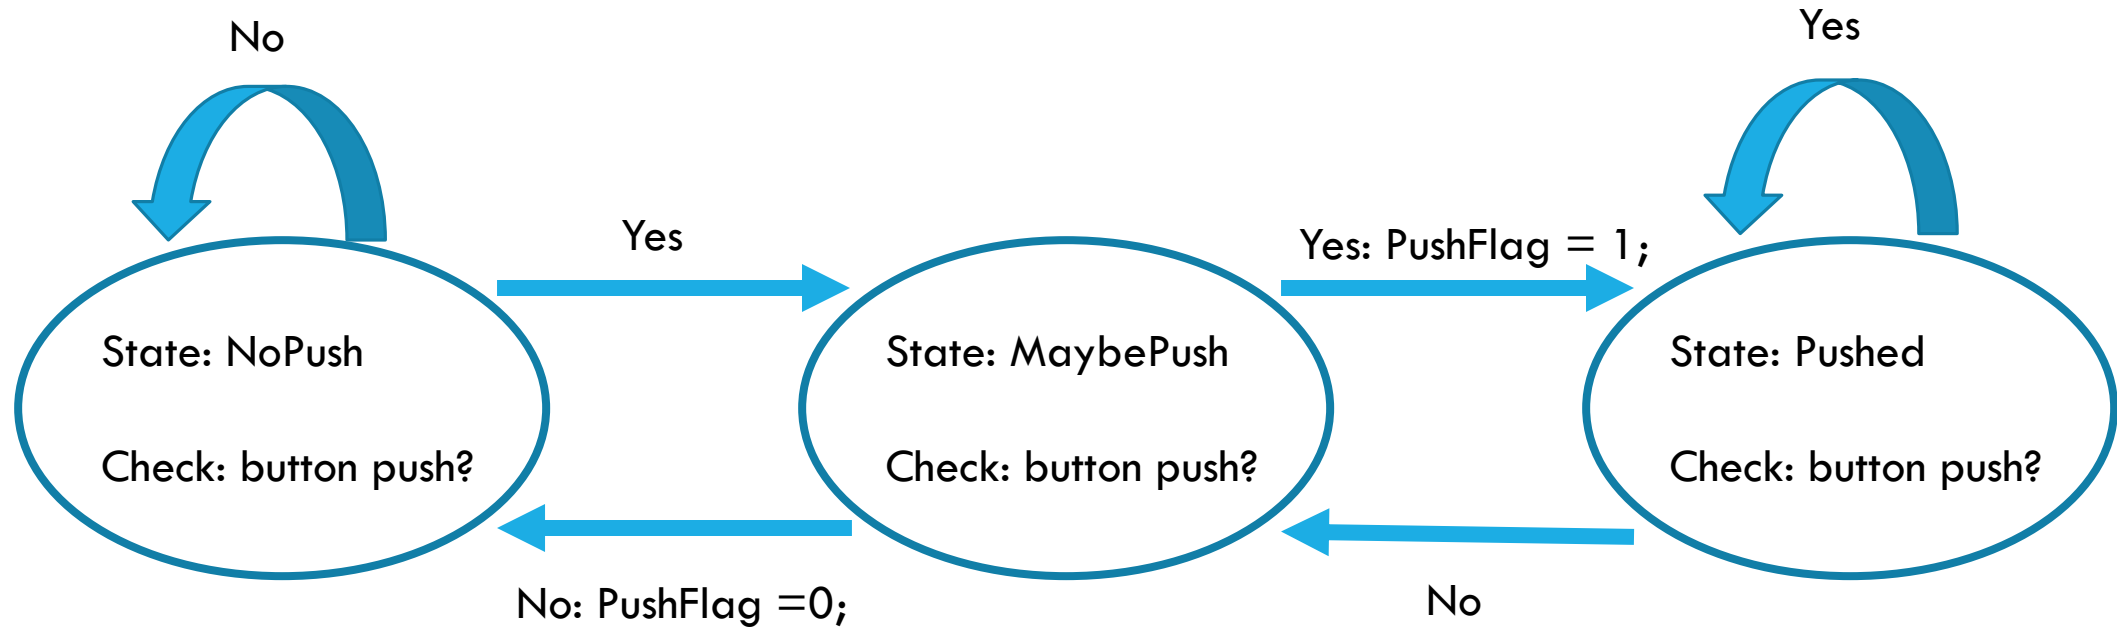 No
Yes
Yes
Yes: PushFlag = 1;
State: NoPush
Check: button push?
State: MaybePush
Check: button push?
State: Pushed
Check: button push?
No: PushFlag =0;
No